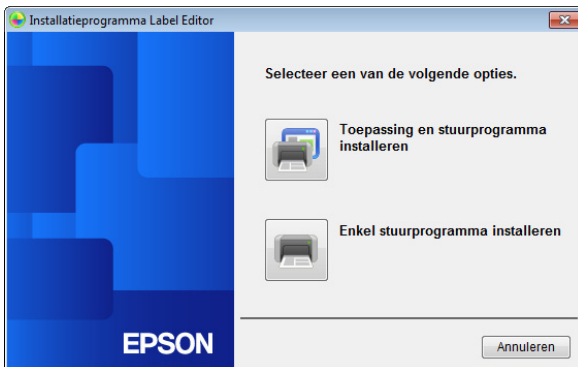 Installatieprogramma Label Editor
Selecteer een van de volgende opties.
Toepassing en stuurprogramma
installeren
Enkel stuurprogramma installeren
EPSON
Annuleren